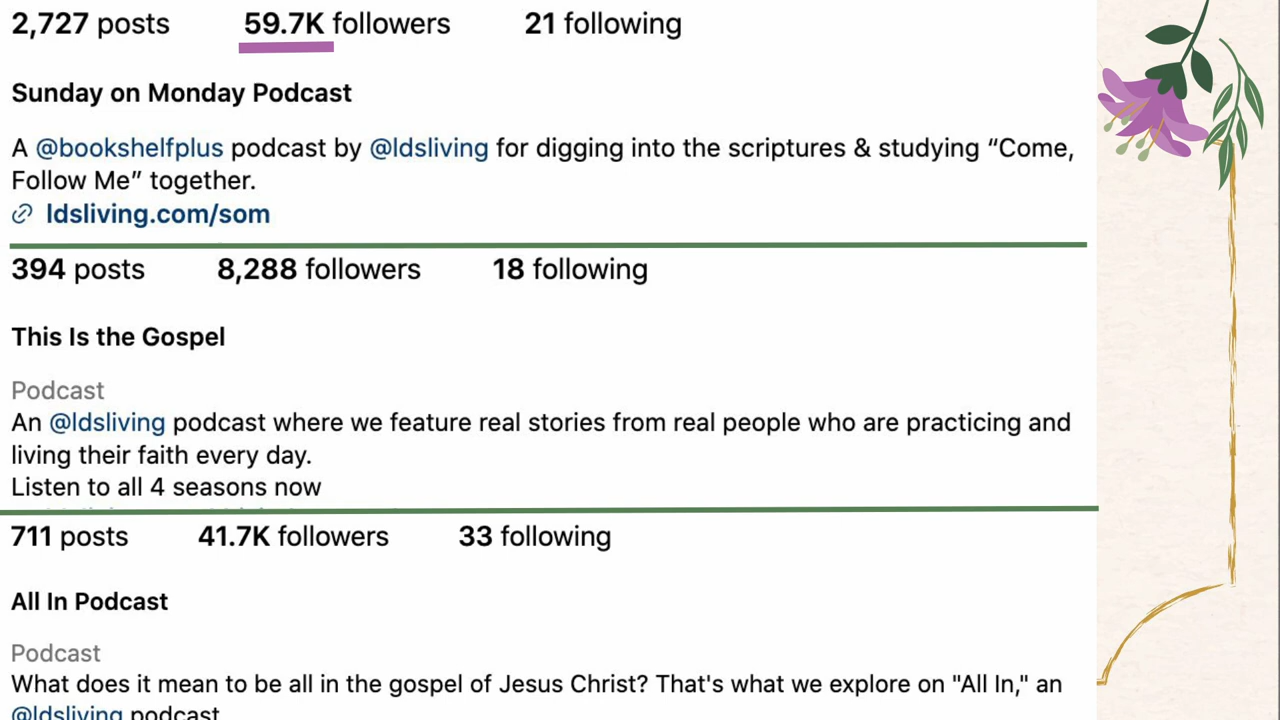 2,727 posts 59.7K followers 21 following
Sunday on Monday Podcast
A @bookshelfplus podcast by @ldsliving for digging into the scriptures & studying “Come,
Follow Me” together.
ldsliving.com/som
394 posts 8,288 followers 18 following
This Is the Gospel
Podcast
An @ldsliving podcast where we feature real stories from real people who are practicing and
living their faith every day.
Listen to all 4 seasons now
711 posts 41.7K followers 33 following
All In Podcast
Podcast
What does it mean to be all in the gospel of Jesus Christ? That's what we explore on "All In," an
@ldsliving podcast